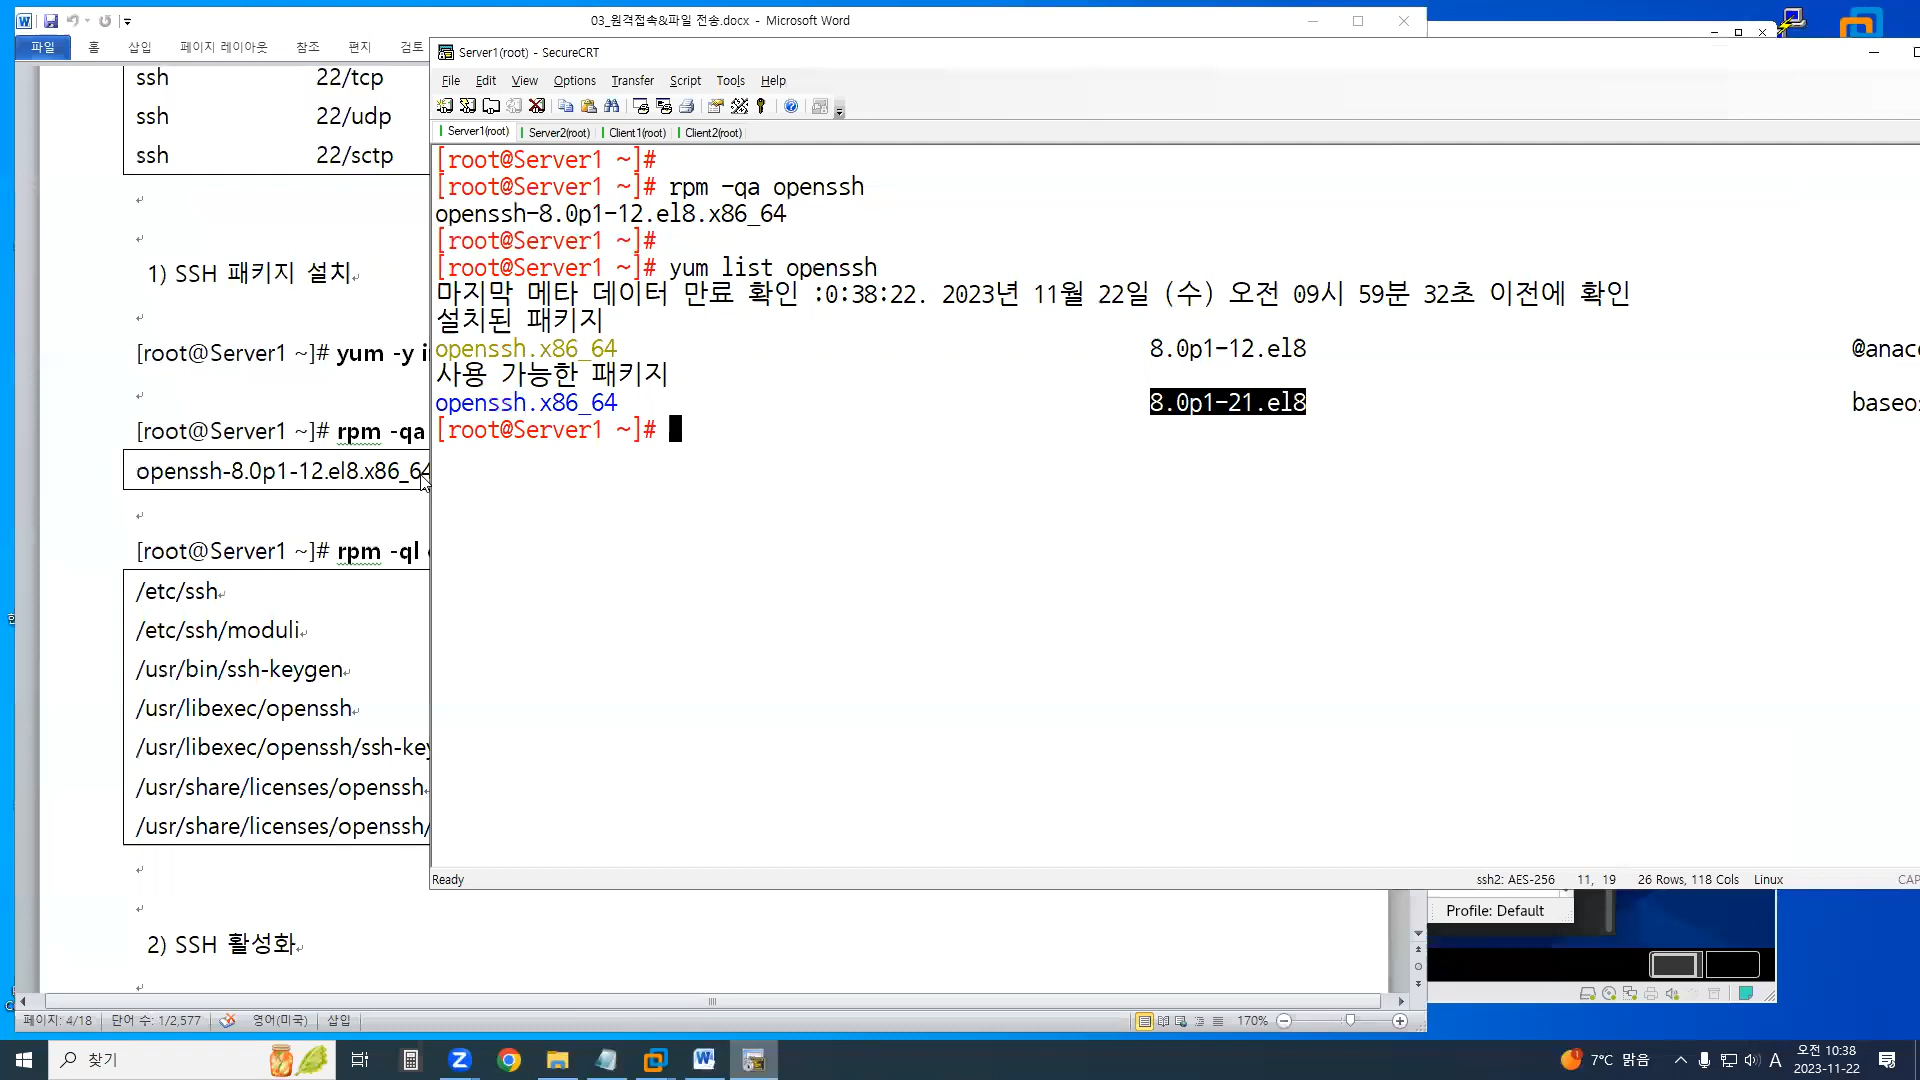 03_원격접속&파일 전송.docx - Microsoft Word
파일 홈 삽입 페이지 레이아웃 참조 편지 검토
ssh 22/tcp
ssh 22/udp
ssh 22/sctp
1) SSH 패키지 설치
[root@Server1 ~]# yum -y i
[root@Server1 ~]# rpm -qa
openssh-8.0p1-12.el8.x86_64
[root@Server1 ~]# rpm -ql
/etc/ssh
/etc/ssh/moduli
/usr/bin/ssh-keygen
/usr/libexec/openssh
/usr/libexec/openssh/ssh-key
/usr/share/licenses/openssh
/usr/share/licenses/openssh/
2) SSH 활성화
페이지: 4/18 단어 수: 1/2,577 영어(미국) 삽입 170%
Server1(root) - SecureCRT
File Edit View Options Transfer Script Tools Help
Server1(root) Server2(root) Client1(root) Client2(root)
[root@Server1 ~]#
[root@Server1 ~]# rpm -qa openssh
openssh-8.0p1-12.el8.x86_64
[root@Server1 ~]#
[root@Server1 ~]# yum list openssh
마지막 메타 데이터 만료 확인 :0:38:22. 2023년 11월 22일 (수) 오전 09시 59분 32초 이전에 확인
설치된 패키지
openssh.x86_64 8.0p1-12.el8 @anac
사용 가능한 패키지
openssh.x86_64 8.0p1-21.el8 baseo
[root@Server1 ~]#
Ready ssh2: AES-256 11, 19 26 Rows, 118 Cols Linux CAP
Profile: Default
찾기 7°C 맑음 A 오전 10:38
2023-11-22